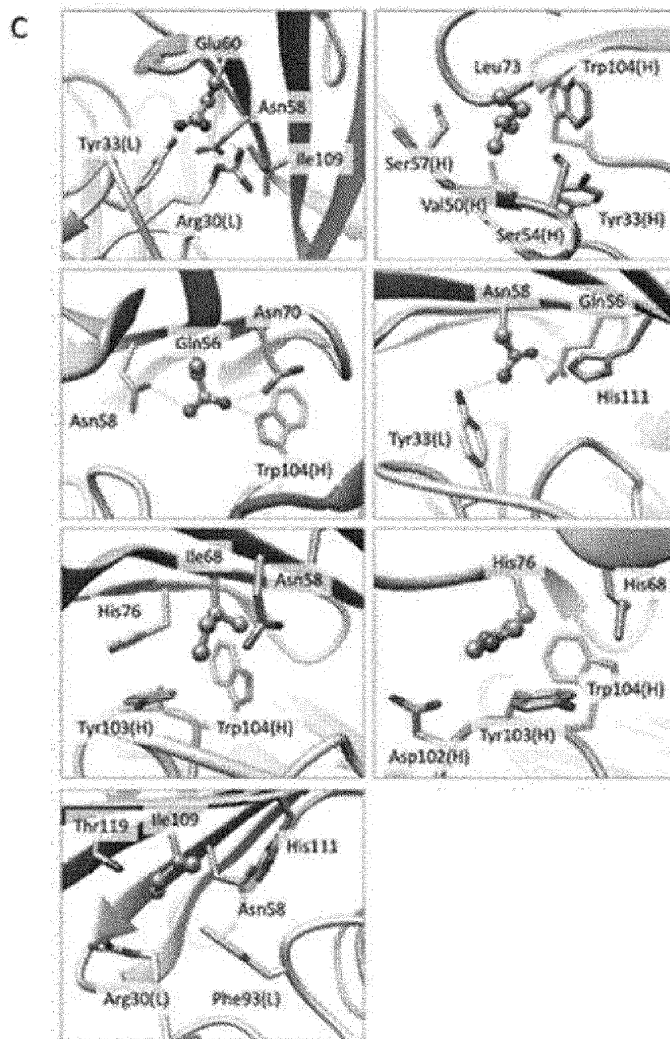 C
Glu60
Asn58
Tyr33(L)
Ile109
Arg30(L)
Leu73
Trp104(H)
Ser57(H)
Val50(H)
Ser54(H)
Tyr33(H)
Asn70
Gln56
Asn58
Trp104(H)
Asn58
Gln56
His111
Tyr33(L)
Ile68
Asn58
His76
Tyr103(H)
Trp104(H)
His76
His68
Trp104(H)
Tyr103(H)
Asp102(H)
Thr119
Ile109
His111
Asn58
Arg30(L)
Phe93(L)